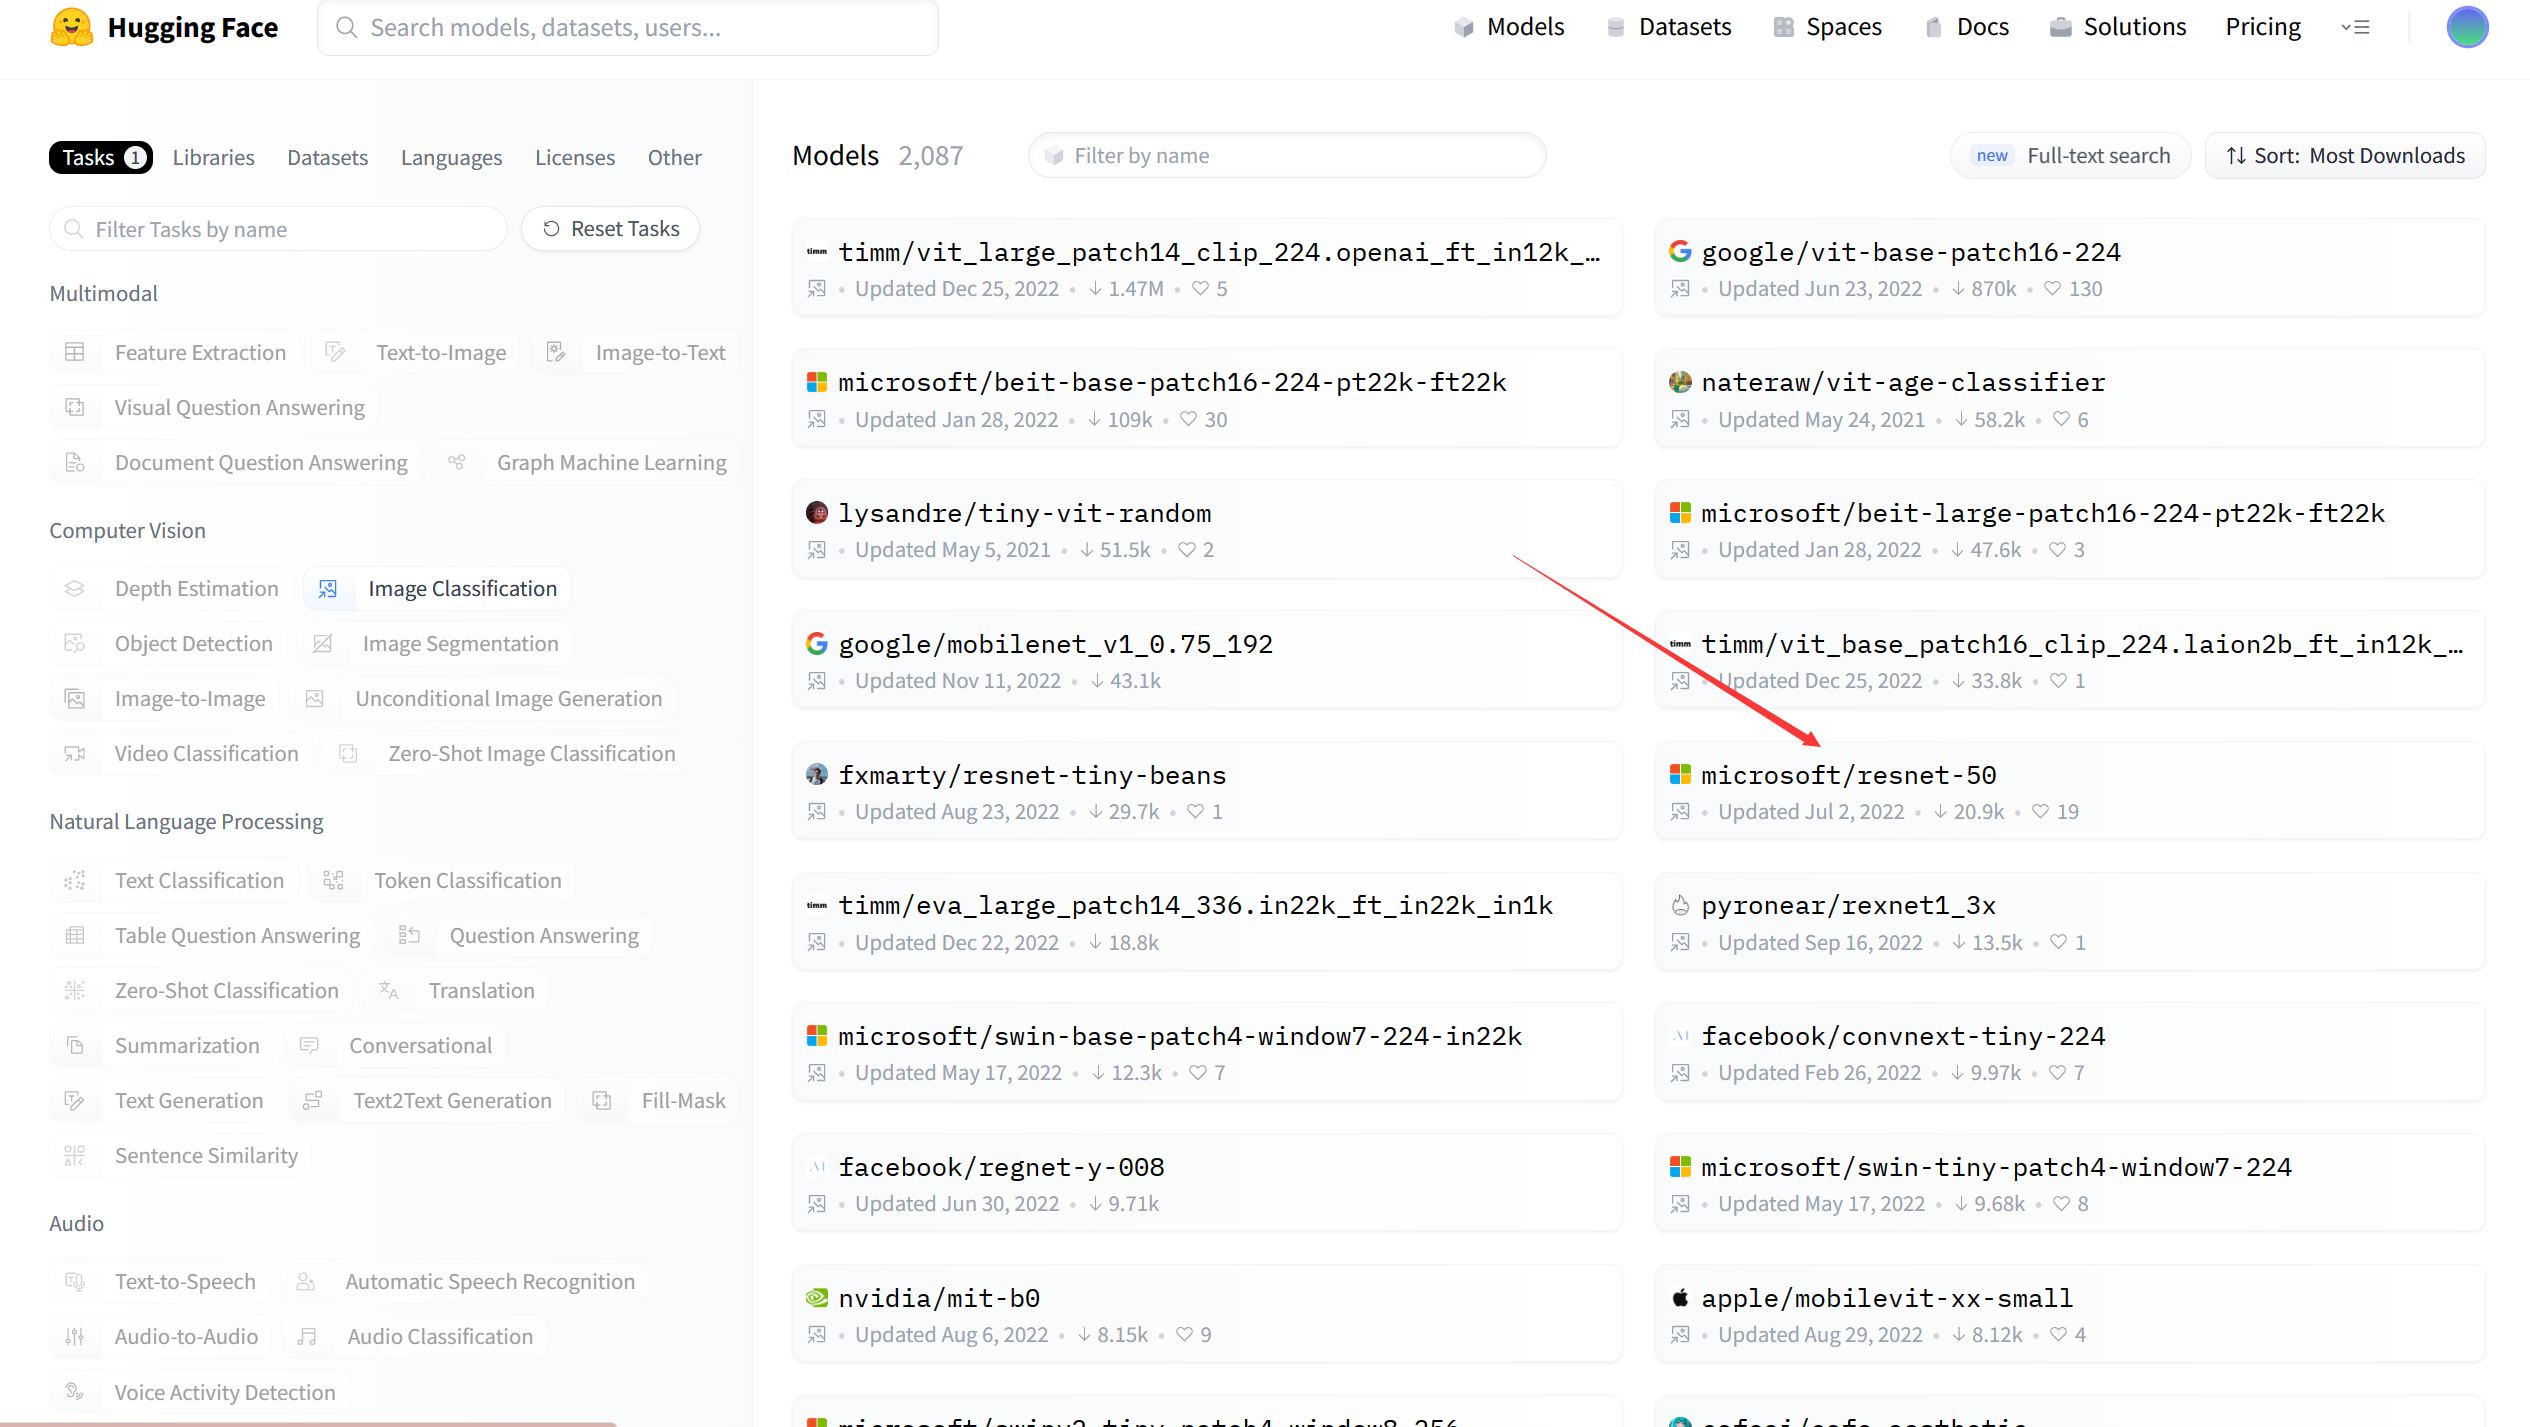 Hugging Face
Search models, datasets, users...
Models
Datasets
Spaces
Docs
Solutions
Pricing
Tasks 1
Libraries
Datasets
Languages
Licenses
Other
Filter Tasks by name
Reset Tasks
Multimodal
Feature Extraction
Text-to-Image
Image-to-Text
Visual Question Answering
Document Question Answering
Graph Machine Learning
Computer Vision
Depth Estimation
Image Classification
Object Detection
Image Segmentation
Image-to-Image
Unconditional Image Generation
Video Classification
Zero-Shot Image Classification
Natural Language Processing
Text Classification
Token Classification
Table Question Answering
Question Answering
Zero-Shot Classification
Translation
Summarization
Conversational
Text Generation
Text2Text Generation
Fill-Mask
Sentence Similarity
Audio
Text-to-Speech
Automatic Speech Recognition
Audio-to-Audio
Audio Classification
Voice Activity Detection
Models 2,087
Filter by name
new Full-text search
Sort: Most Downloads
timm timm/vit_large_patch14_clip_224.openai_ft_in12k_…
Updated Dec 25, 2022 • ↓ 1.47M • ♡ 5
google/vit-base-patch16-224
Updated Jun 23, 2022 • ↓ 870k • ♡ 130
microsoft/beit-base-patch16-224-pt22k-ft22k
Updated Jan 28, 2022 • ↓ 109k • ♡ 30
nateraw/vit-age-classifier
Updated May 24, 2021 • ↓ 58.2k • ♡ 6
lysandre/tiny-vit-random
Updated May 5, 2021 • ↓ 51.5k • ♡ 2
microsoft/beit-large-patch16-224-pt22k-ft22k
Updated Jan 28, 2022 • ↓ 47.6k • ♡ 3
google/mobilenet_v1_0.75_192
Updated Nov 11, 2022 • ↓ 43.1k
timm timm/vit_base_patch16_clip_224.laion2b_ft_in12k_…
Updated Dec 25, 2022 • ↓ 33.8k • ♡ 1
fxmarty/resnet-tiny-beans
Updated Aug 23, 2022 • ↓ 29.7k • ♡ 1
microsoft/resnet-50
Updated Jul 2, 2022 • ↓ 20.9k • ♡ 19
timm timm/eva_large_patch14_336.in22k_ft_in22k_in1k
Updated Dec 22, 2022 • ↓ 18.8k
pyronear/rexnet1_3x
Updated Sep 16, 2022 • ↓ 13.5k • ♡ 1
microsoft/swin-base-patch4-window7-224-in22k
Updated May 17, 2022 • ↓ 12.3k • ♡ 7
facebook/convnext-tiny-224
Updated Feb 26, 2022 • ↓ 9.97k • ♡ 7
facebook/regnet-y-008
Updated Jun 30, 2022 • ↓ 9.71k
microsoft/swin-tiny-patch4-window7-224
Updated May 17, 2022 • ↓ 9.68k • ♡ 8
nvidia/mit-b0
Updated Aug 6, 2022 • ↓ 8.15k • ♡ 9
apple/mobilevit-xx-small
Updated Aug 29, 2022 • ↓ 8.12k • ♡ 4